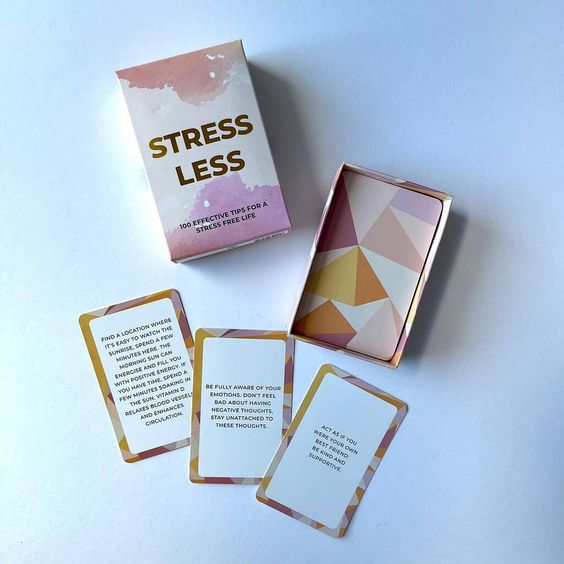 STRESS
LESS
100 EFFECTIVE TIPS FOR A
STRESS FREE LIFE
FIND A LOCATION WHERE
IT'S EASY TO WATCH THE
SUNRISE, SPEND A FEW
MINUTES HERE. THE
MORNING SUN CAN
ENERGISE AND FILL YOU
WITH POSITIVE ENERGY. IF
YOU HAVE TIME, SPEND A
FEW MINUTES SOAKING IN
THE SUN. VITAMIN D
RELAXES BLOOD VESSELS
AND ENHANCES
CIRCULATION.
BE FULLY AWARE OF YOUR
EMOTIONS. DON'T FEEL
BAD ABOUT HAVING
NEGATIVE THOUGHTS,
STAY UNATTACHED TO
THESE THOUGHTS.
ACT AS IF YOU
WERE YOUR OWN
BEST FRIEND:
BE KIND AND
SUPPORTIVE.